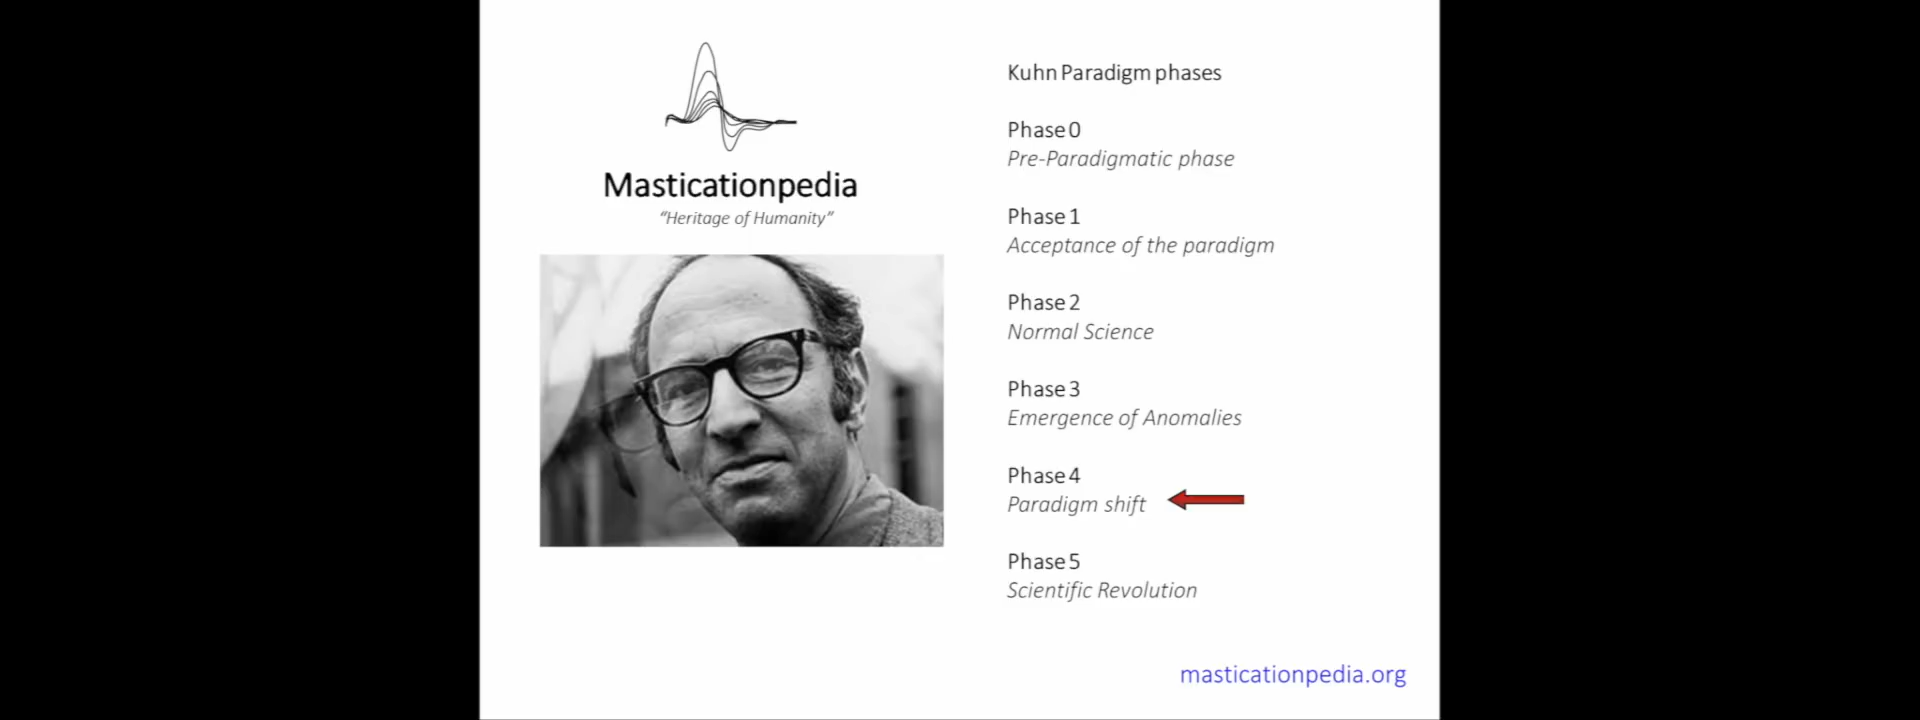 Masticationpedia
"Heritage of Humanity"
Kuhn Paradigm phases
Phase 0
Pre-Paradigmatic phase
Phase 1
Acceptance of the paradigm
Phase 2
Normal Science
Phase 3
Emergence of Anomalies
Phase 4
Paradigm shift
Phase 5
Scientific Revolution
masticationpedia.org